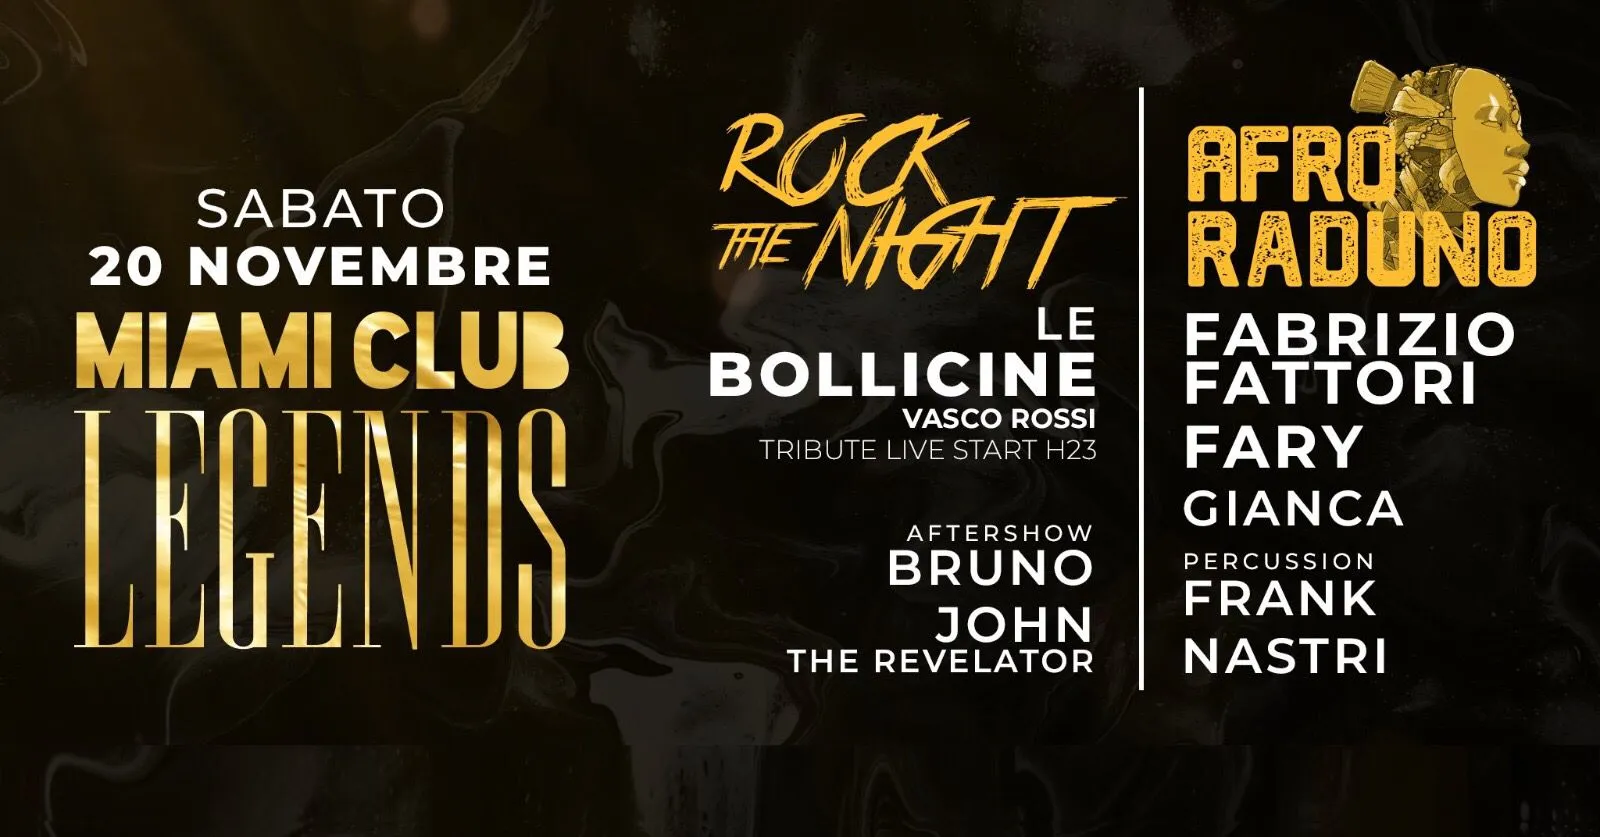 SABATO
20 NOVEMBRE
MIAMI CLUB
LEGENDS
ROCK
THE NIGHT
LE
BOLLICINE
VASCO ROSSI
TRIBUTE LIVE START H23
AFTERSHOW
BRUNO
JOHN
THE REVELATOR
AFRO
RADUNO
FABRIZIO
FATTORI
FARY
GIANCA
PERCUSSION
FRANK
NASTRI